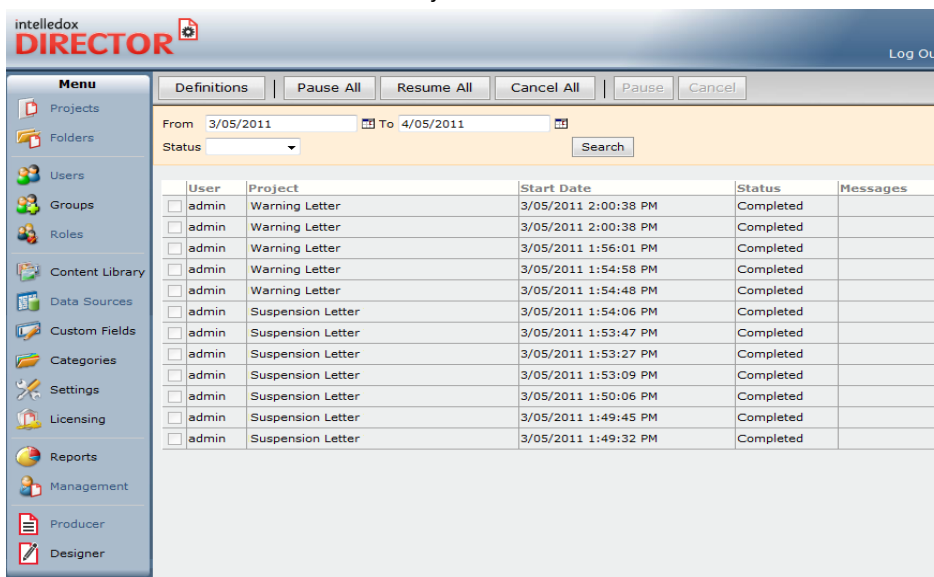 intelledox
DIRECTOR
Log Ou
Menu
Projects
Folders
Users
Groups
Roles
Content Library
Data Sources
Custom Fields
Categories
Settings
Licensing
Reports
Management
Producer
Designer
Definitions | Pause All Resume All Cancel All | Pause Cancel
From 3/05/2011 To 4/05/2011
Status Search
User Project Start Date Status Messages
admin Warning Letter 3/05/2011 2:00:38 PM Completed
admin Warning Letter 3/05/2011 2:00:38 PM Completed
admin Warning Letter 3/05/2011 1:56:01 PM Completed
admin Warning Letter 3/05/2011 1:54:58 PM Completed
admin Warning Letter 3/05/2011 1:54:48 PM Completed
admin Suspension Letter 3/05/2011 1:54:06 PM Completed
admin Suspension Letter 3/05/2011 1:53:47 PM Completed
admin Suspension Letter 3/05/2011 1:53:27 PM Completed
admin Suspension Letter 3/05/2011 1:53:09 PM Completed
admin Suspension Letter 3/05/2011 1:50:06 PM Completed
admin Suspension Letter 3/05/2011 1:49:45 PM Completed
admin Suspension Letter 3/05/2011 1:49:32 PM Completed